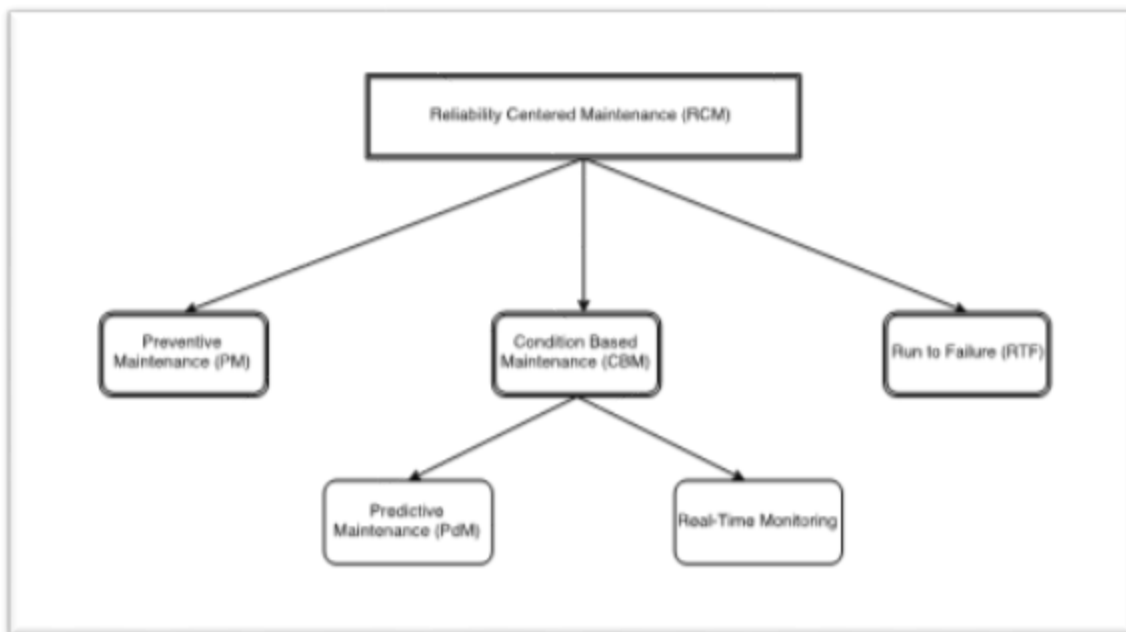 Reliability Centered Maintenance (RCM)
Preventive
Maintenance (PM)
Condition Based
Maintenance (CBM)
Run to Failure (RTF)
Predictive
Maintenance (PdM)
Real-Time Monitoring